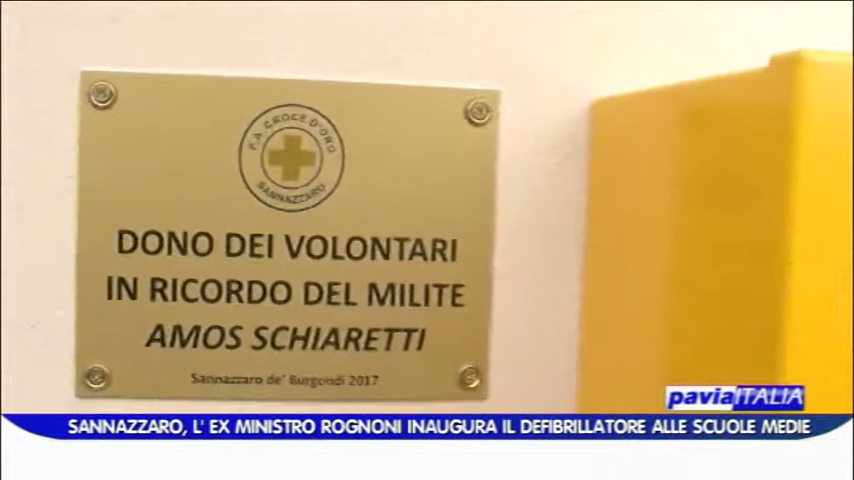 P.A. CROCE D'ORO
SANNAZZARO
DONO DEI VOLONTARI
IN RICORDO DEL MILITE
AMOS SCHIARETTI
Sannazzaro de' Burgondi 2017
paviaITALIA
SANNAZZARO, L' EX MINISTRO ROGNONI INAUGURA IL DEFIBRILLATORE ALLE SCUOLE MEDIE